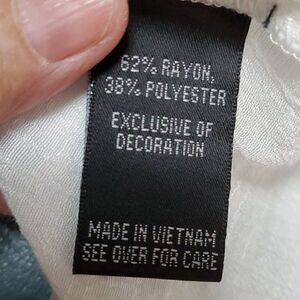 62% RAYON,
38% POLYESTER
EXCLUSIVE OF
DECORATION
MADE IN VIETNAM
SEE OVER FOR CARE